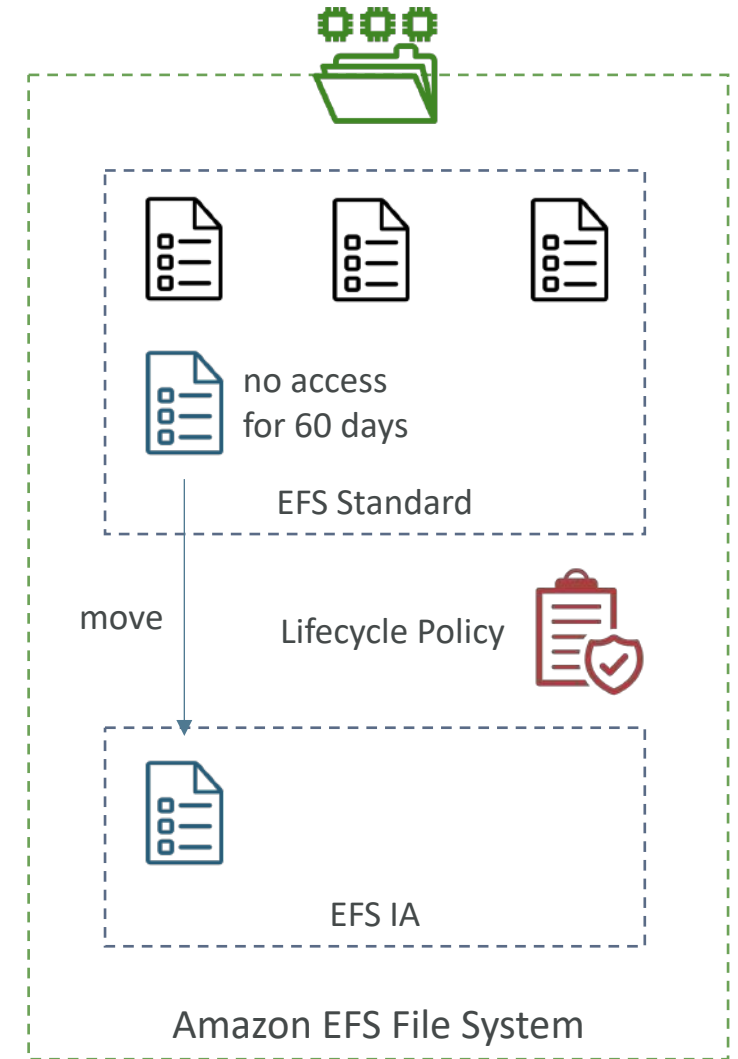 no access
for 60 days
EFS Standard
move
Lifecycle Policy
EFS IA
Amazon EFS File System